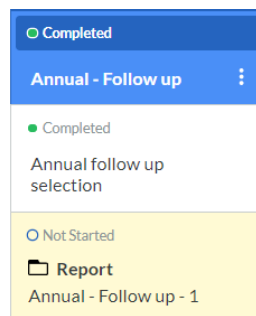 Completed
Annual - Follow up
Completed
Annual follow up
selection
Not Started
Report
Annual - Follow up - 1